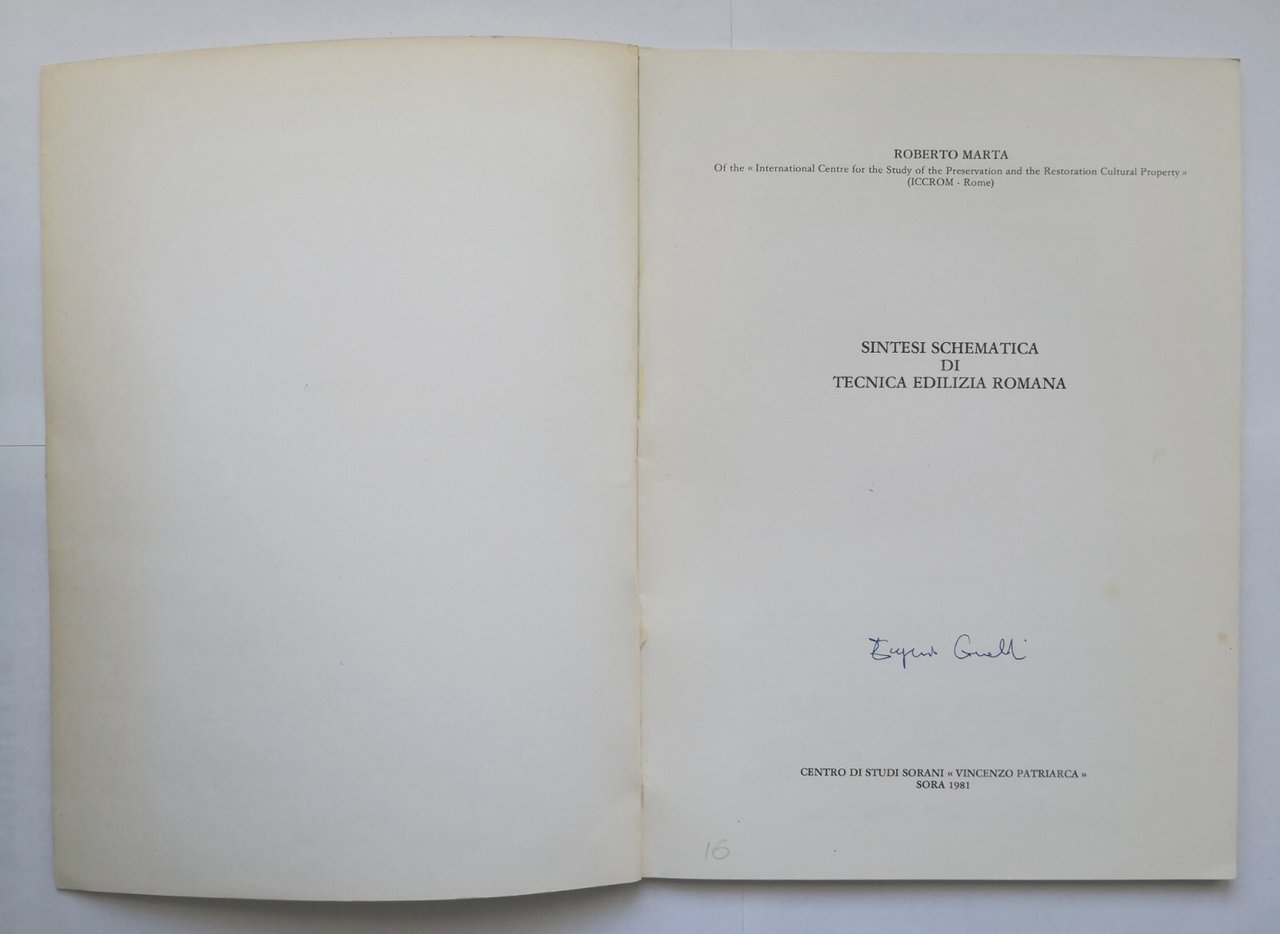 ROBERTO MARTA
Of the « International Centre for the Study of the Preservation and the Restoration Cultural Property »
(ICCROM - Rome)
SINTESI SCHEMATICA
DI
TECNICA EDILIZIA ROMANA
CENTRO DI STUDI SORANI « VINCENZO PATRIARCA »
SORA 1981
16